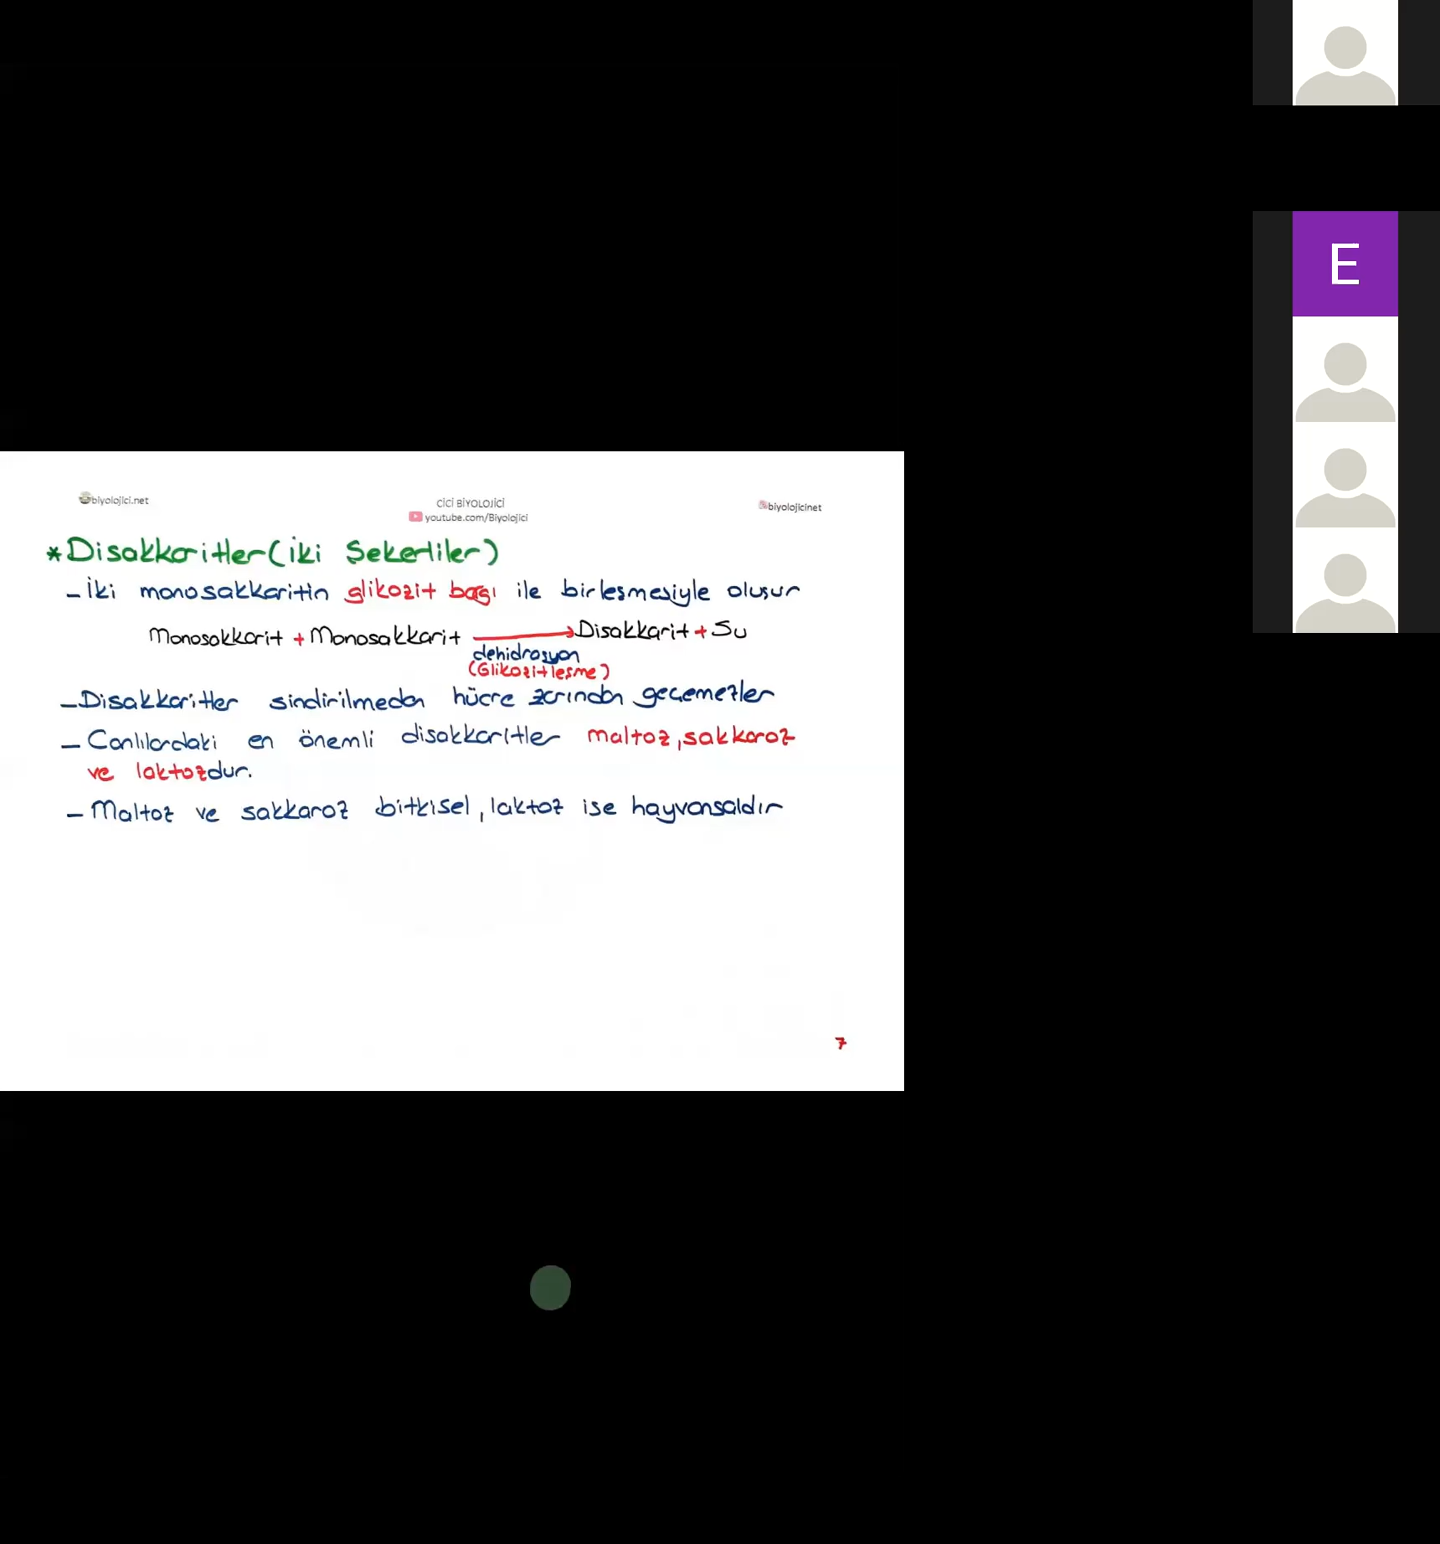 biyolojici.net
CİCİ BİYOLOJİCİ
youtube.com/Biyolojici
biyolojicinet
*Disakkaritler(iki Şekerliler)
-İki monosakkaritin glikozit bağı ile birleşmesiyle oluşur
Monosakkarit + Monosakkarit → Disakkarit + Su
dehidrasyon
(Glikozitleşme)
-Disakkaritler sindirilmeden hücre zarından geçemezler
-Canlılardaki en önemli disakkaritler maltoz, sakkaroz
ve laktozdur.
-Maltoz ve sakkaroz bitkisel, laktoz ise hayvansaldır
7
E